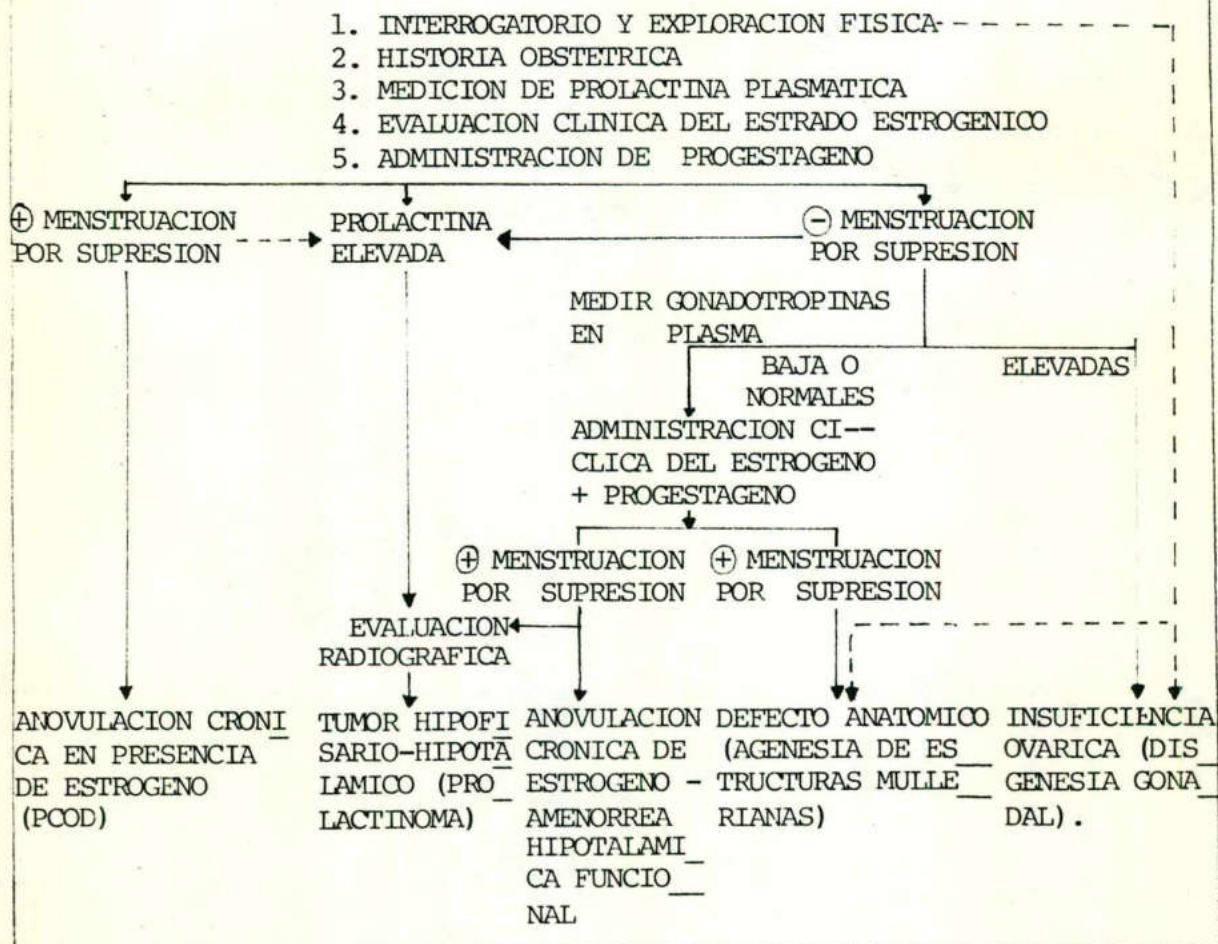 1. INTERROGATORIO Y EXPLORACION FISICA
2. HISTORIA OBSTETRICA
3. MEDICION DE PROLACTINA PLASMATICA
4. EVALUACION CLINICA DEL ESTRADO ESTROGENICO
5. ADMINISTRACION DE PROGESTAGENO
⊕ MENSTRUACION
POR SUPRESION
PROLACTINA
ELEVADA
⊖ MENSTRUACION
POR SUPRESION
MEDIR GONADOTROPINAS
EN PLASMA
BAJA O
NORMALES
ELEVADAS
ADMINISTRACION CI--
CLICA DEL ESTROGENO
+ PROGESTAGENO
⊕ MENSTRUACION
POR SUPRESION
⊕ MENSTRUACION
POR SUPRESION
EVALUACION
RADIOGRAFICA
ANOVULACION CRONI
CA EN PRESENCIA
DE ESTROGENO
(PCOD)
TUMOR HIPOFI
SARIO-HIPOTA
LAMICO (PRO
LACTINOMA)
ANOVULACION
CRONICA DE
ESTROGENO -
AMENORREA
HIPOTALAMI
CA FUNCIO
NAL
DEFECTO ANATOMICO
(AGENESIA DE ES
TRUCTURAS MULLE
RIANAS)
INSUFICIENCIA
OVARICA (DIS
GENESIA GONA
DAL).